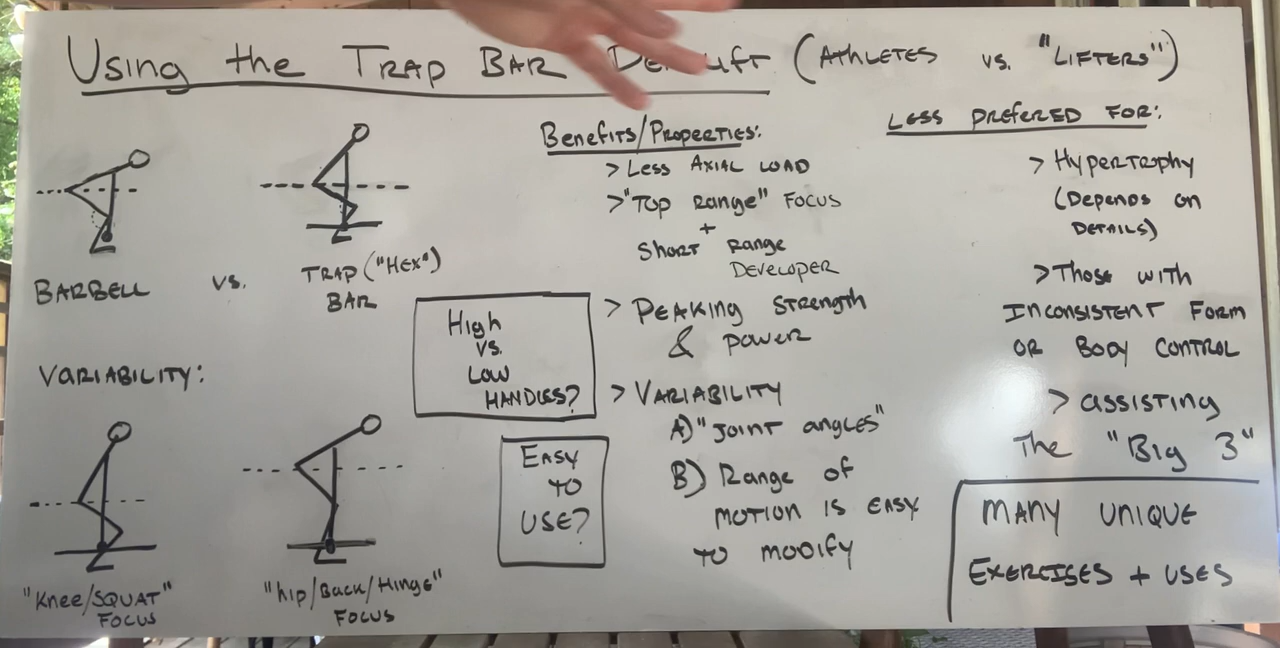 Using the TRAP BAR (ATHLETES vs. "LIFTERS")
BARBELL vs. TRAP ("HEX")
BAR
VARIABILITY:
"Knee/SQUAT"
FOCUS
"hip/Back/Hinge"
FOCUS
High
vs.
Low
HANDLES?
EASY
TO
USE?
Benefits/Properties:
> Less AXIAL LOAD
> "TOP Range" FOCUS
+
Short Range
DEVELOPER
> PEAKING STRENGTH
& POWER
> VARIABILITY
A) "JOINT angles"
B) Range of
MOTION IS EASY
TO MODIFY
LESS PREFERRED FOR:
> HYPERTROPHY
(DEPENDS ON
DETAILS)
> Those with
INCONSISTENT FORM
OR BODY CONTROL
> assisting
The "Big 3"
MANY UNIQUE
EXERCISES + USES